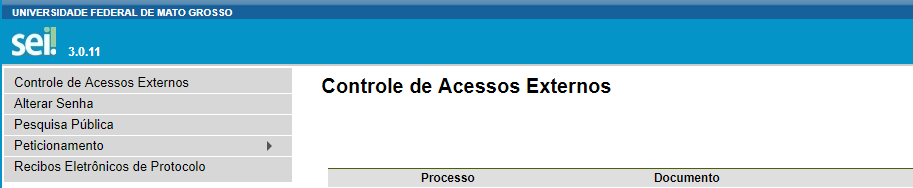 UNIVERSIDADE FEDERAL DE MATO GROSSO
sei! 3.0.11
Controle de Acessos Externos
Alterar Senha
Pesquisa Pública
Peticionamento
Recibos Eletrônicos de Protocolo
Controle de Acessos Externos
Processo Documento